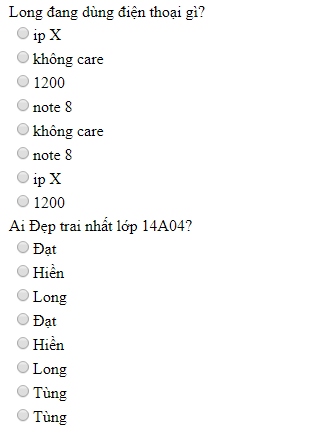 Long đang dùng điện thoại gì?
ip X
không care
1200
note 8
không care
note 8
ip X
1200
Ai Đẹp trai nhất lớp 14A04?
Đạt
Hiền
Long
Đạt
Hiền
Long
Tùng
Tùng